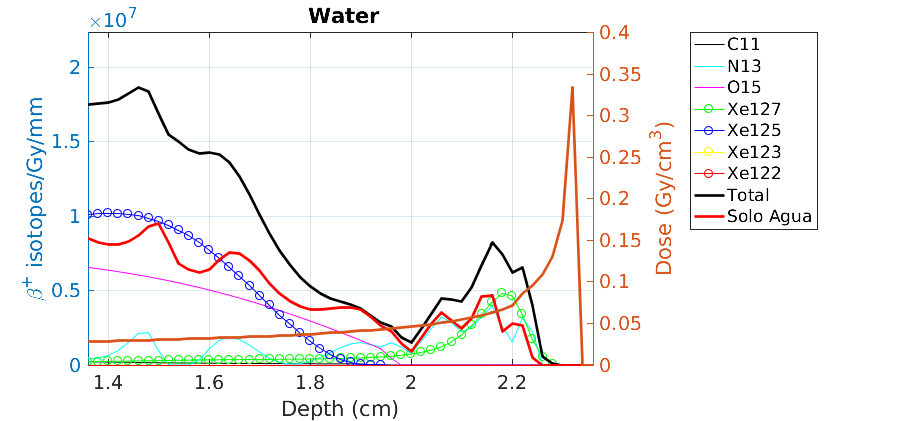 Water
×10⁷
2
1.5
1
0.5
0
β⁺ isotopes/Gy/mm
1.4
1.6
1.8
2
2.2
Depth (cm)
0.4
0.35
0.3
0.25
0.2
0.15
0.1
0.05
0
Dose (Gy/cm³)
C11
N13
O15
Xe127
Xe125
Xe123
Xe122
Total
Solo Agua